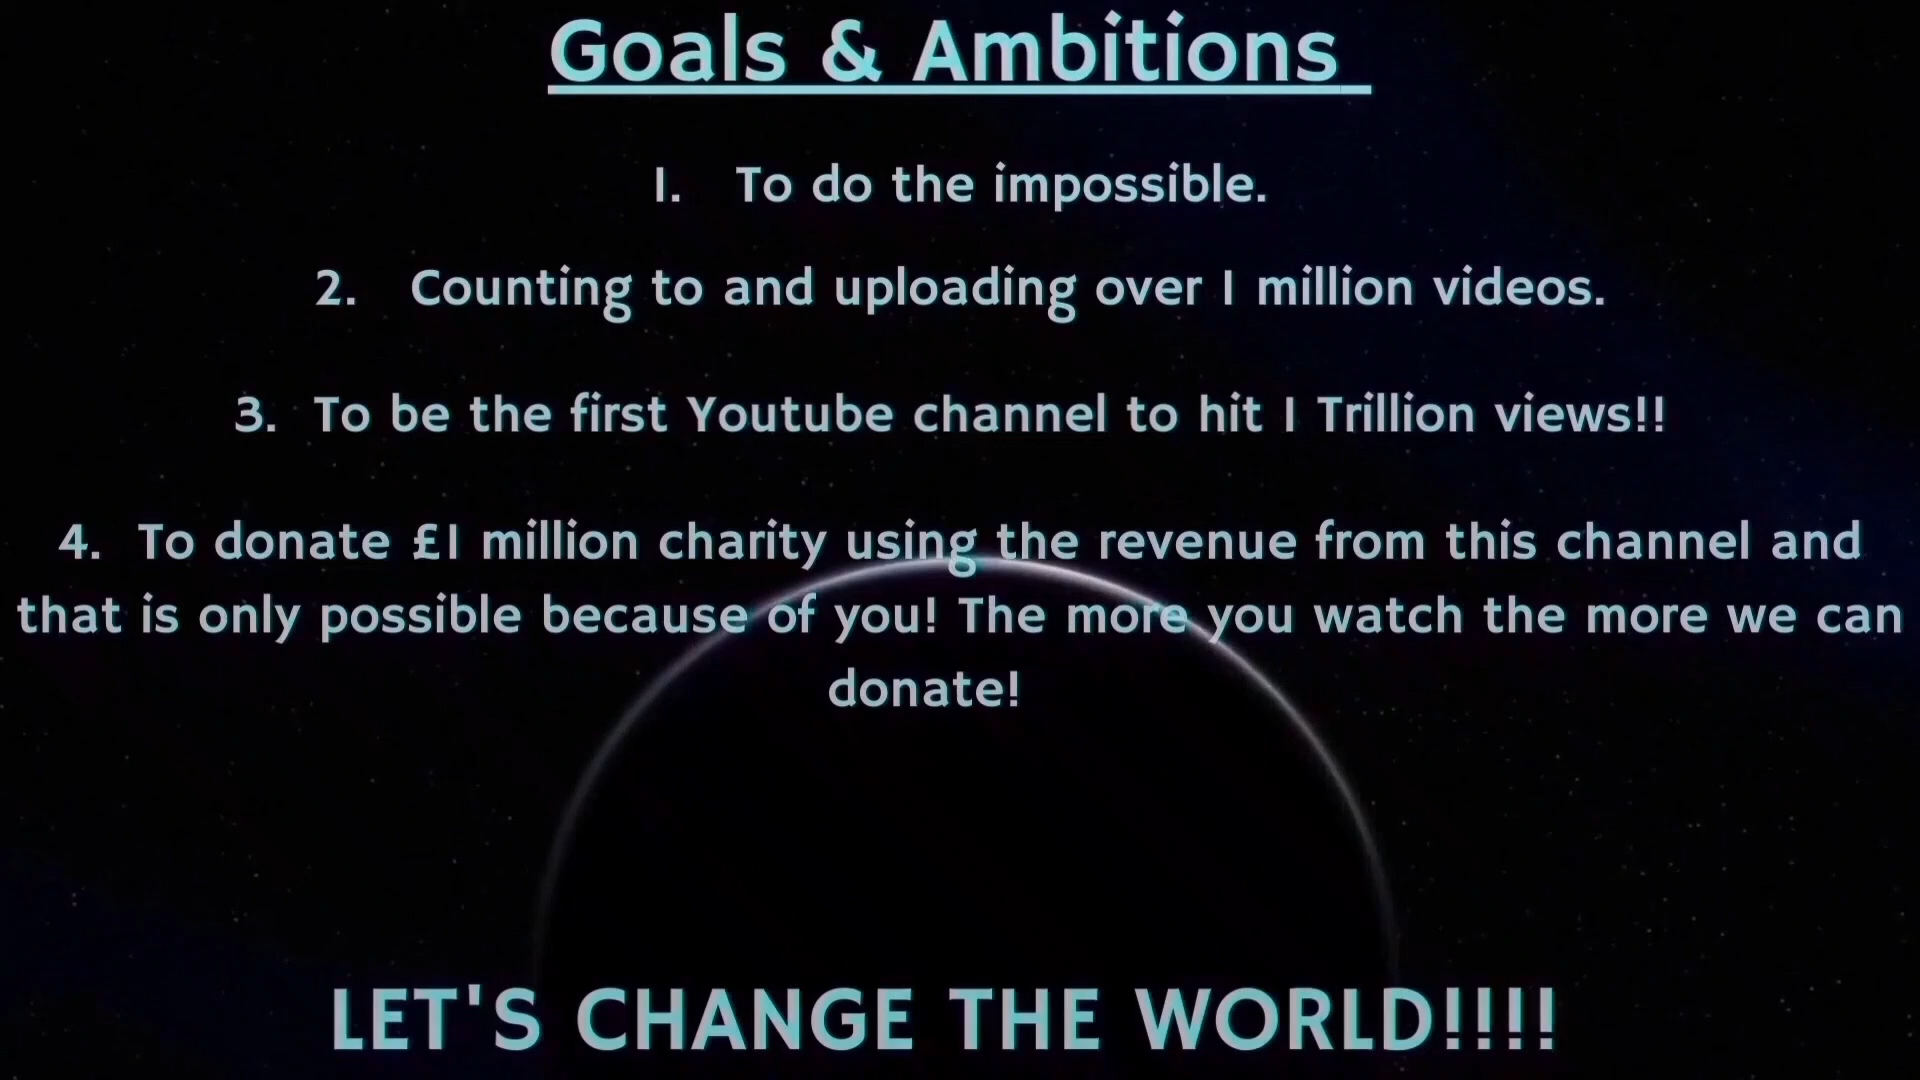 Goals & Ambitions
1. To do the impossible.
2. Counting to and uploading over 1 million videos.
3. To be the first Youtube channel to hit 1 Trillion views!!
4. To donate £1 million charity using the revenue from this channel and
that is only possible because of you! The more you watch the more we can
donate!
LET'S CHANGE THE WORLD!!!!